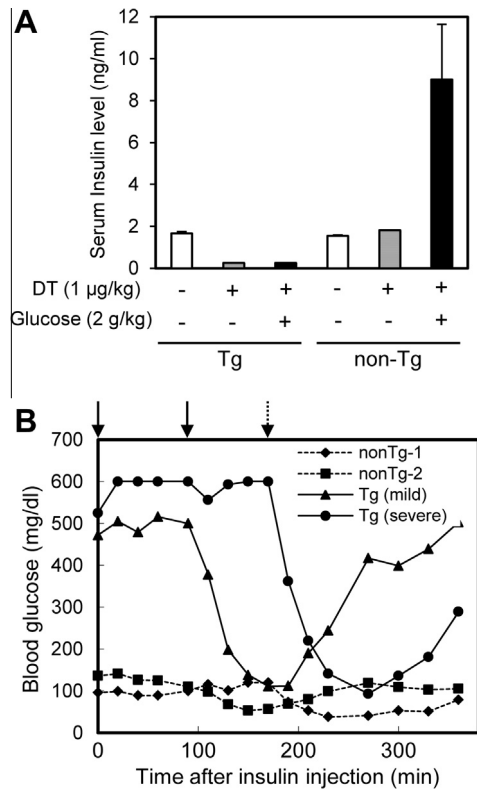 A
Serum Insulin level (ng/ml)
12
10
8
6
4
2
0
DT (1 µg/kg) - + + - + +
Glucose (2 g/kg) - - + - - +
Tg non-Tg
B
Blood glucose (mg/dl)
700
600
500
400
300
200
100
0
nonTg-1
nonTg-2
Tg (mild)
Tg (severe)
0 100 200 300
Time after insulin injection (min)